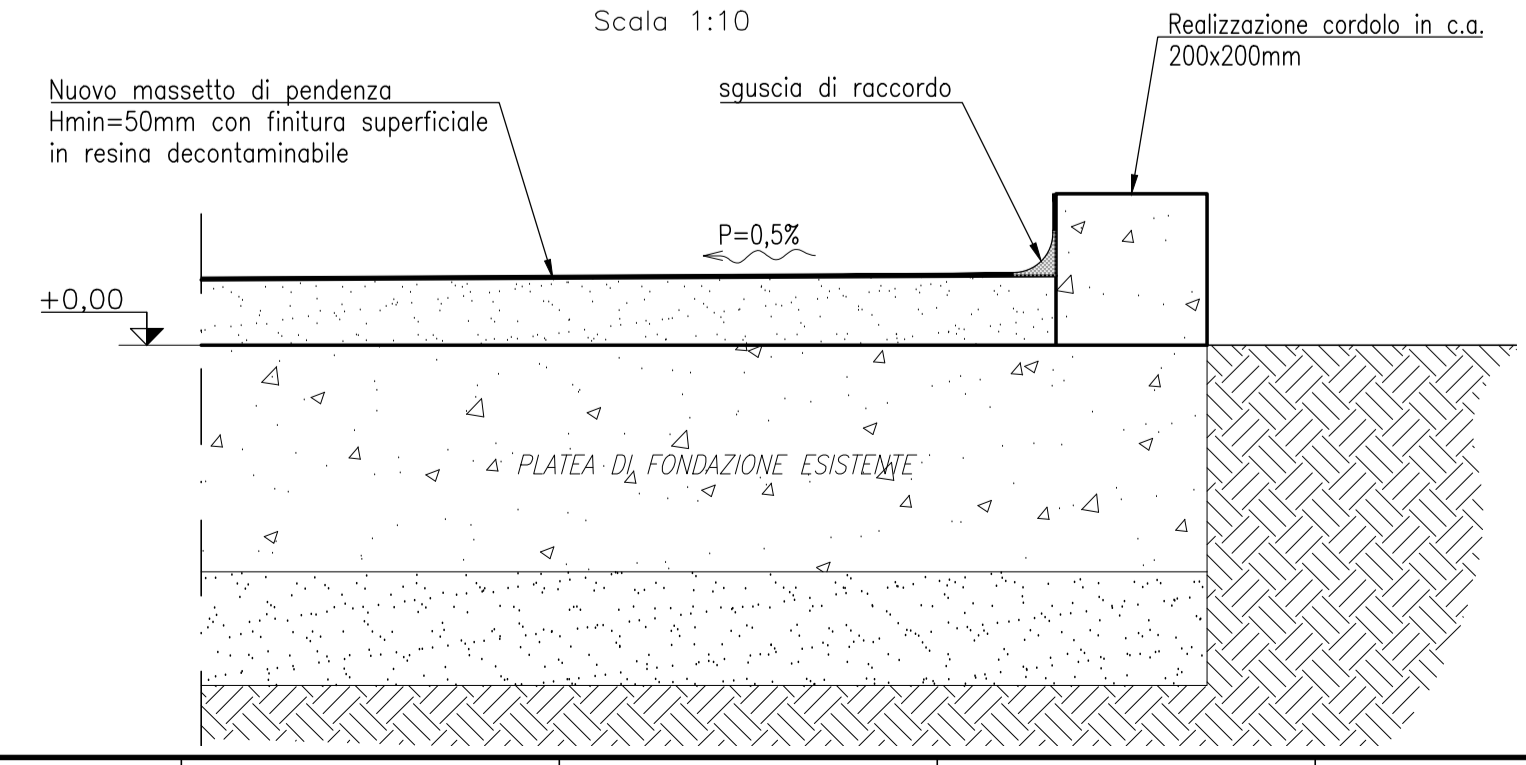 Scala 1:10
Realizzazione cordolo in c.a.
200x200mm
Nuovo massetto di pendenza
Hmin=50mm con finitura superficiale
in resina decontaminabile
sguscia di raccordo
P=0,5%
+0,00
PLATEA DI FONDAZIONE ESISTENTE